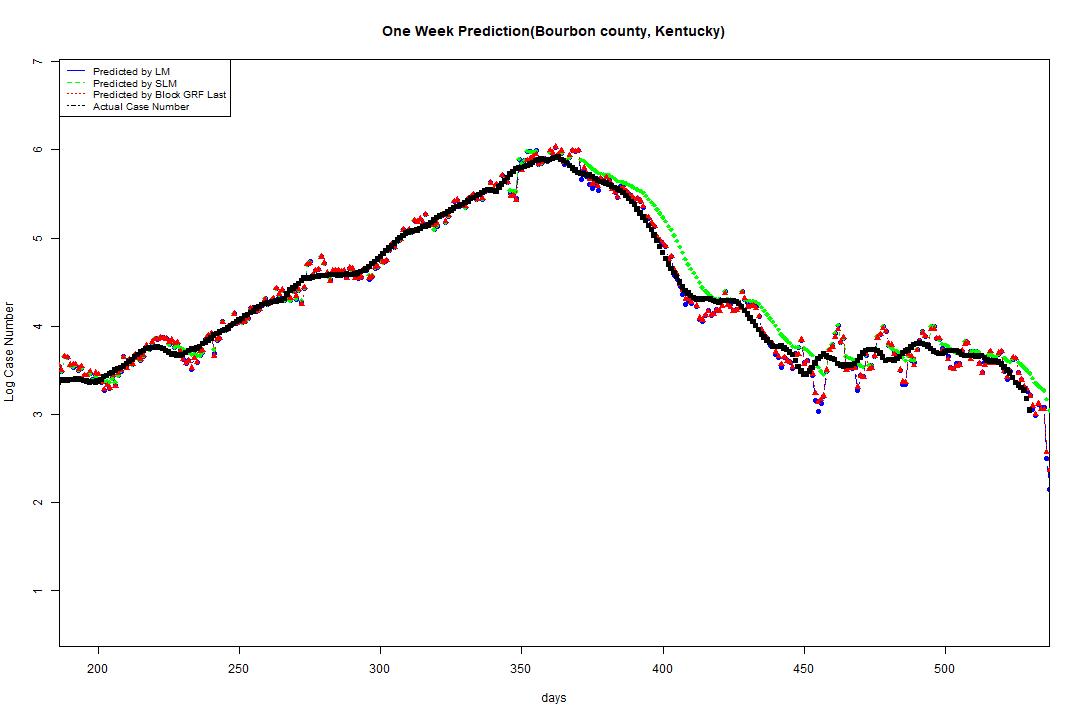 One Week Prediction(Bourbon county, Kentucky)
Predicted by LM
Predicted by SLM
Predicted by Block GRF Last
Actual Case Number
Log Case Number
7
6
5
4
3
2
1
200 250 300 350 400 450 500
days